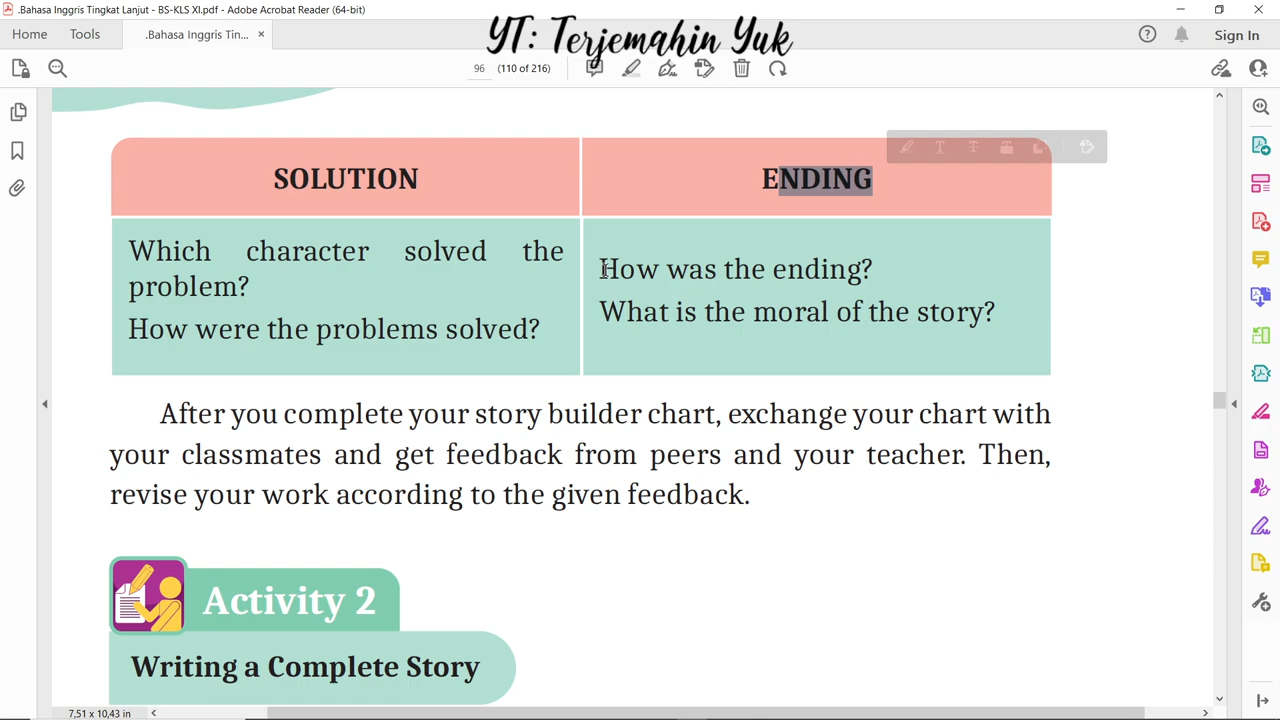 .Bahasa Inggris Tingkat Lanjut - BS-KLS XI.pdf - Adobe Acrobat Reader (64-bit)
YT: Terjemahin Yuk
Home Tools .Bahasa Inggris Tin... × Sign In
96 (110 of 216)
SOLUTION
ENDING
Which character solved the
problem?
How were the problems solved?
How was the ending?
What is the moral of the story?
After you complete your story builder chart, exchange your chart with
your classmates and get feedback from peers and your teacher. Then,
revise your work according to the given feedback.
Activity 2
Writing a Complete Story
7,51 x 10,43 in